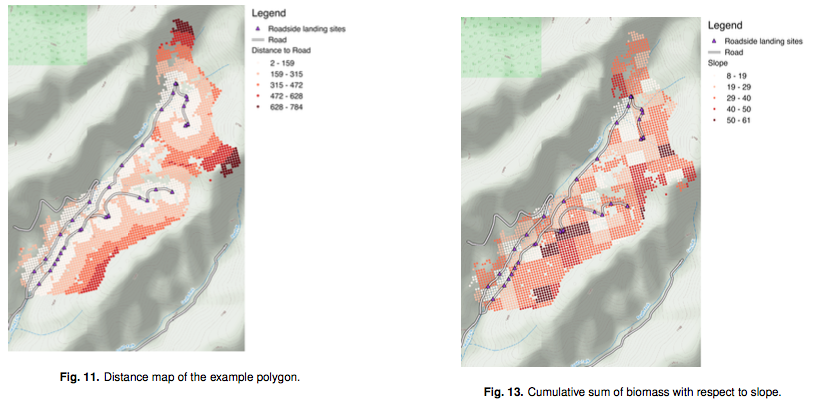 Legend
Roadside landing sites
Road
Distance to Road
2 - 159
159 - 315
315 - 472
472 - 628
628 - 784
Fig. 11. Distance map of the example polygon.
Legend
Roadside landing sites
Road
Slope
8 - 19
19 - 29
29 - 40
40 - 50
50 - 61
Fig. 13. Cumulative sum of biomass with respect to slope.